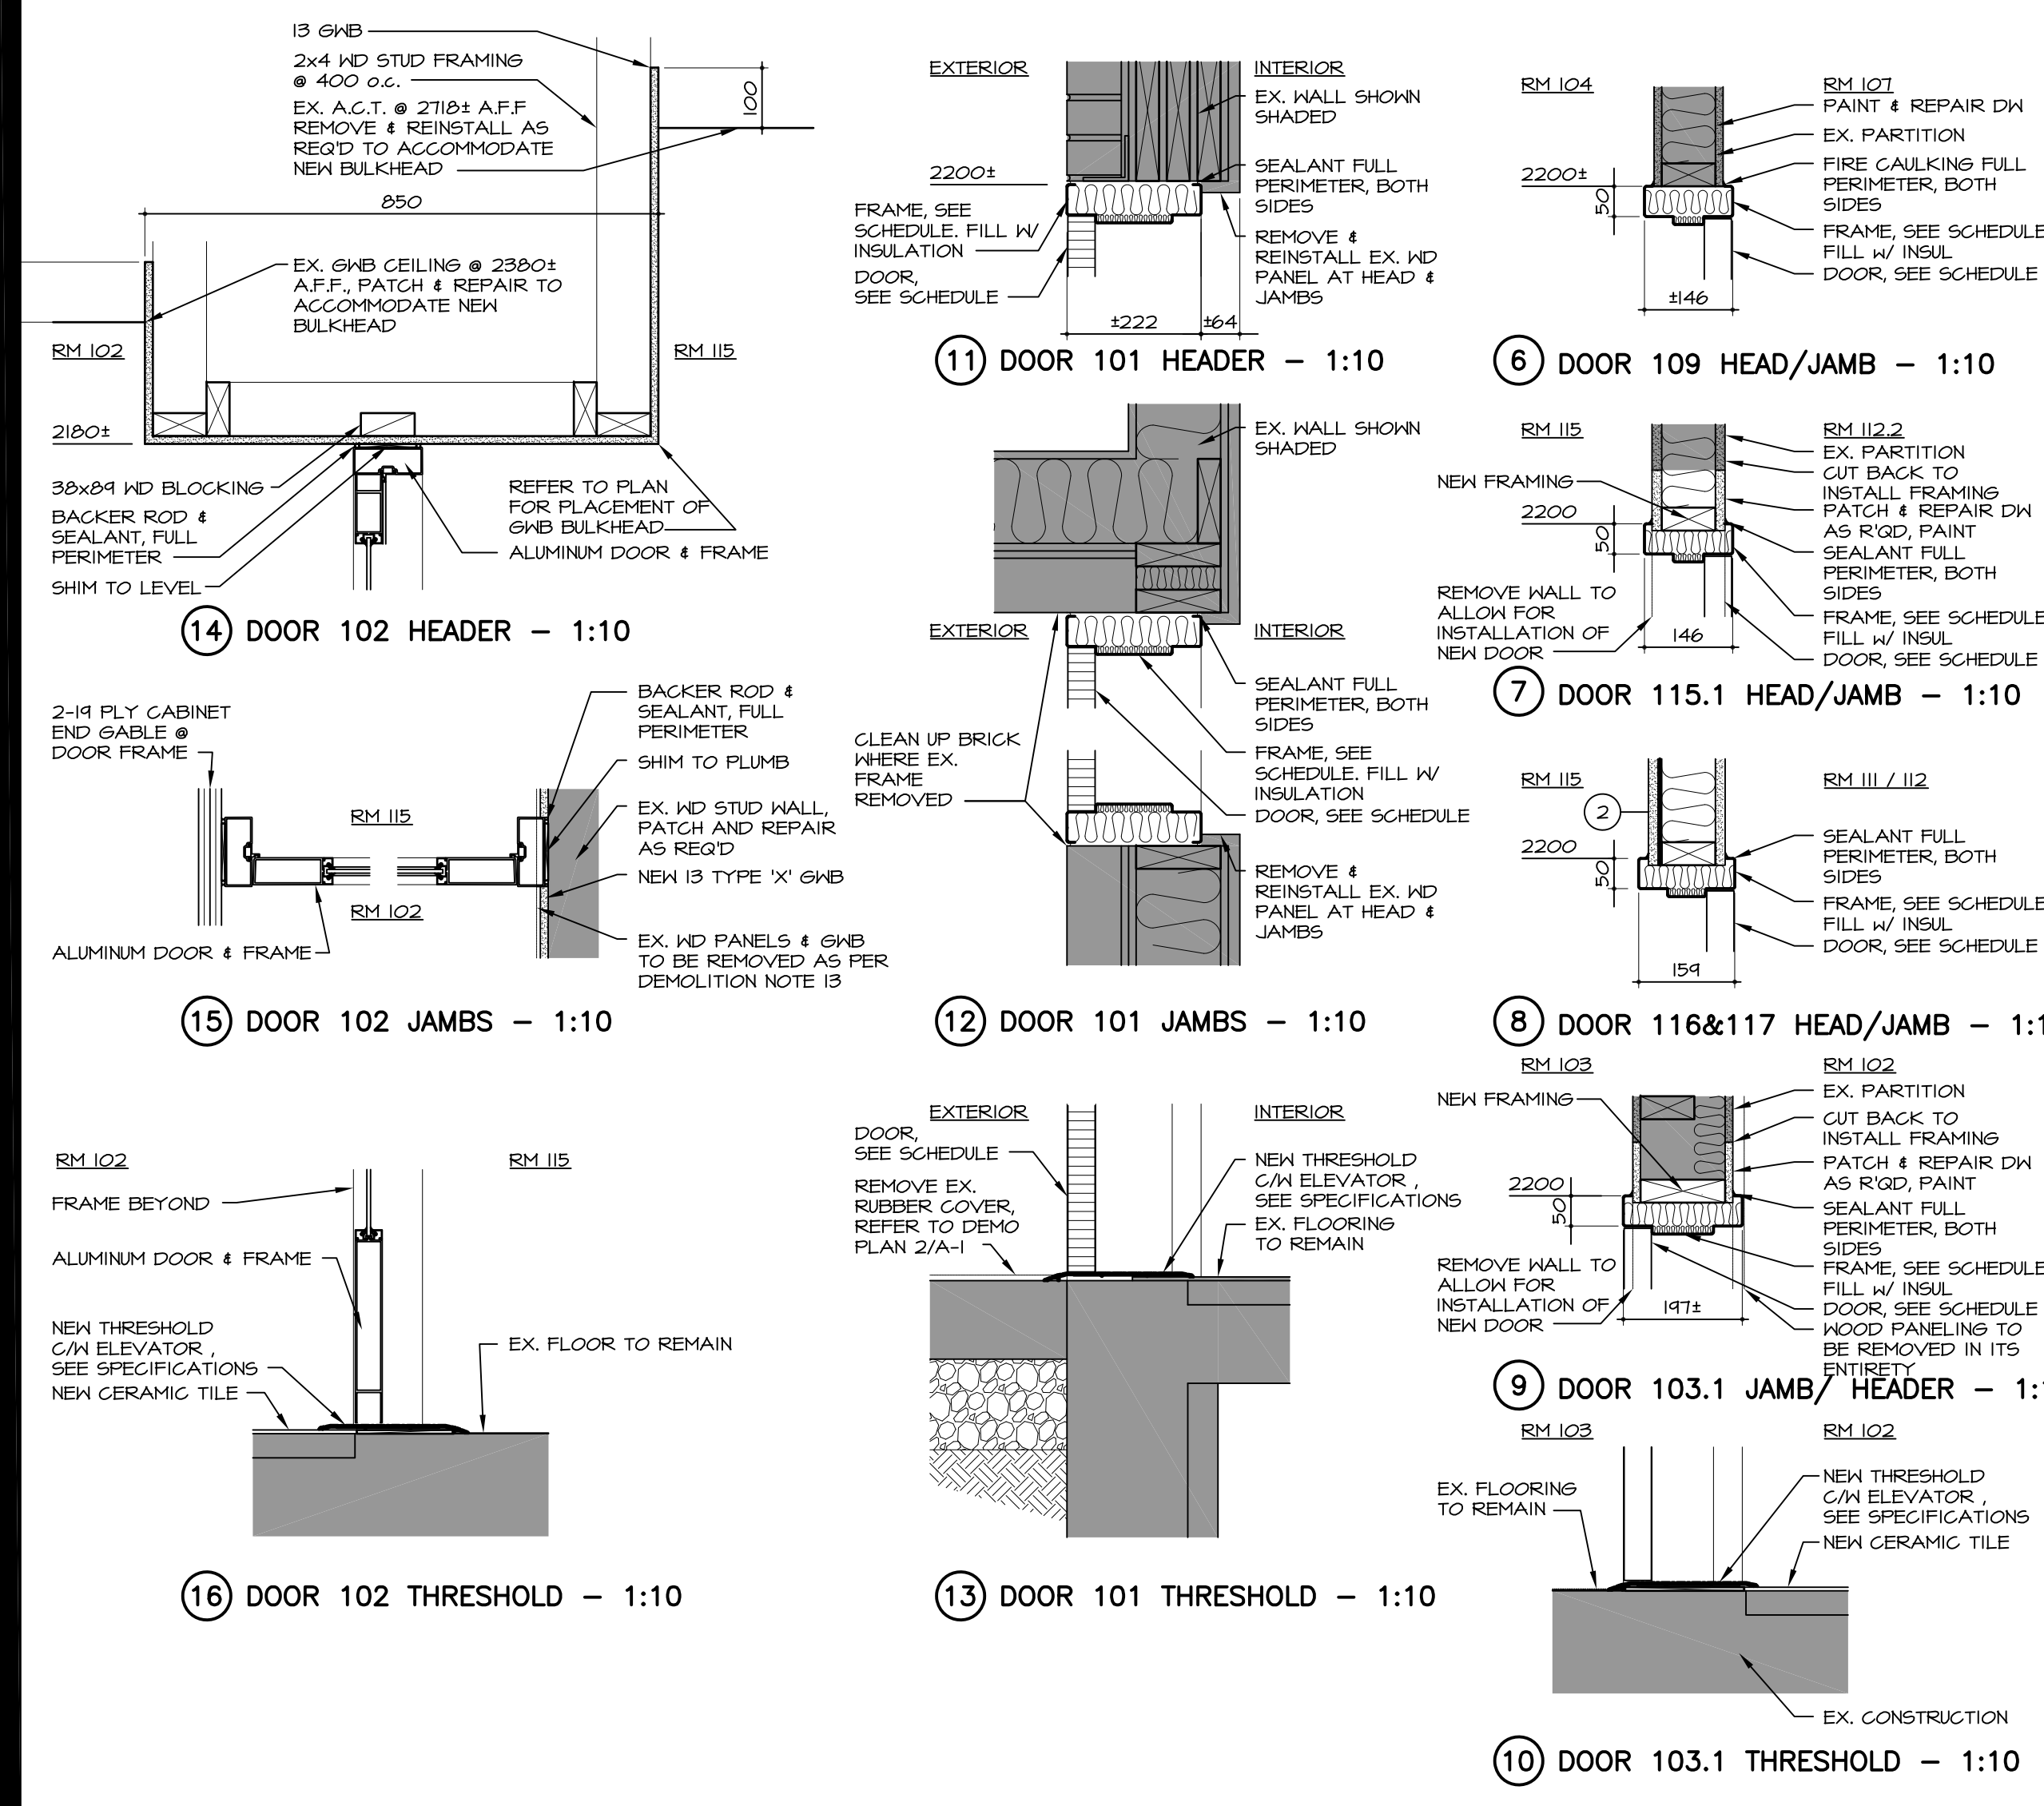 13 GWB
2x4 WD STUD FRAMING
@ 400 o.c.
EX. A.C.T. @ 2718± A.F.F
REMOVE & REINSTALL AS
REQ'D TO ACCOMMODATE
NEW BULKHEAD
100
850
EX. GWB CEILING @ 2380±
A.F.F., PATCH & REPAIR TO
ACCOMMODATE NEW
BULKHEAD
RM 102
RM 115
2180±
38x89 WD BLOCKING
BACKER ROD &
SEALANT, FULL
PERIMETER
SHIM TO LEVEL
REFER TO PLAN
FOR PLACEMENT OF
GWB BULKHEAD
ALUMINUM DOOR & FRAME
14 DOOR 102 HEADER - 1:10
2-19 PLY CABINET
END GABLE @
DOOR FRAME
RM 115
RM 102
ALUMINUM DOOR & FRAME
BACKER ROD &
SEALANT, FULL
PERIMETER
SHIM TO PLUMB
EX. WD STUD WALL,
PATCH AND REPAIR
AS REQ'D
NEW 13 TYPE 'X' GWB
EX. WD PANELS & GWB
TO BE REMOVED AS PER
DEMOLITION NOTE 13
15 DOOR 102 JAMBS - 1:10
RM 102
RM 115
FRAME BEYOND
ALUMINUM DOOR & FRAME
NEW THRESHOLD
C/W ELEVATOR ,
SEE SPECIFICATIONS
NEW CERAMIC TILE
EX. FLOOR TO REMAIN
16 DOOR 102 THRESHOLD - 1:10
EXTERIOR
INTERIOR
EX. WALL SHOWN
SHADED
2200±
SEALANT FULL
PERIMETER, BOTH
SIDES
FRAME, SEE
SCHEDULE. FILL W/
INSULATION
DOOR,
SEE SCHEDULE
REMOVE &
REINSTALL EX. WD
PANEL AT HEAD &
JAMBS
±222
±64
11 DOOR 101 HEADER - 1:10
EX. WALL SHOWN
SHADED
EXTERIOR
INTERIOR
SEALANT FULL
PERIMETER, BOTH
SIDES
CLEAN UP BRICK
WHERE EX.
FRAME
REMOVED
FRAME, SEE
SCHEDULE. FILL W/
INSULATION
DOOR, SEE SCHEDULE
REMOVE &
REINSTALL EX. WD
PANEL AT HEAD &
JAMBS
12 DOOR 101 JAMBS - 1:10
EXTERIOR
INTERIOR
DOOR,
SEE SCHEDULE
REMOVE EX.
RUBBER COVER,
REFER TO DEMO
PLAN 2/A-1
NEW THRESHOLD
C/W ELEVATOR ,
SEE SPECIFICATIONS
EX. FLOORING
TO REMAIN
13 DOOR 101 THRESHOLD - 1:10
RM 104
RM 107
PAINT & REPAIR DW
EX. PARTITION
FIRE CAULKING FULL
PERIMETER, BOTH
SIDES
2200±
50
FRAME, SEE SCHEDULE
FILL w/ INSUL
DOOR, SEE SCHEDULE
±146
6 DOOR 109 HEAD/JAMB - 1:10
RM 115
RM 112.2
EX. PARTITION
CUT BACK TO
INSTALL FRAMING
PATCH & REPAIR DW
AS R'QD, PAINT
SEALANT FULL
PERIMETER, BOTH
SIDES
FRAME, SEE SCHEDULE
FILL w/ INSUL
DOOR, SEE SCHEDULE
NEW FRAMING
2200
50
REMOVE WALL TO
ALLOW FOR
INSTALLATION OF
NEW DOOR
146
7 DOOR 115.1 HEAD/JAMB - 1:10
RM 115
RM 111 / 112
2
2200
50
SEALANT FULL
PERIMETER, BOTH
SIDES
FRAME, SEE SCHEDULE
FILL w/ INSUL
DOOR, SEE SCHEDULE
159
8 DOOR 116&117 HEAD/JAMB - 1:1
RM 103
RM 102
NEW FRAMING
EX. PARTITION
CUT BACK TO
INSTALL FRAMING
PATCH & REPAIR DW
AS R'QD, PAINT
SEALANT FULL
PERIMETER, BOTH
SIDES
FRAME, SEE SCHEDULE
FILL w/ INSUL
DOOR, SEE SCHEDULE
WOOD PANELING TO
BE REMOVED IN ITS
ENTIRETY
2200
50
REMOVE WALL TO
ALLOW FOR
INSTALLATION OF
NEW DOOR
197±
9 DOOR 103.1 JAMB/ HEADER - 1:1
RM 103
RM 102
EX. FLOORING
TO REMAIN
NEW THRESHOLD
C/W ELEVATOR ,
SEE SPECIFICATIONS
NEW CERAMIC TILE
EX. CONSTRUCTION
10 DOOR 103.1 THRESHOLD - 1:10